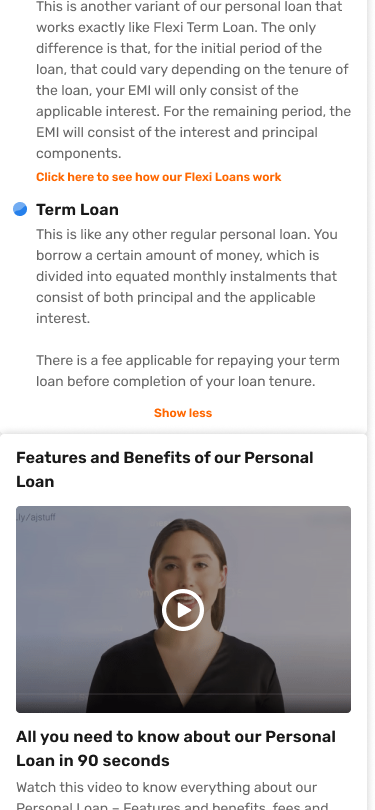 This is another variant of our personal loan that
works exactly like Flexi Term Loan. The only
difference is that, for the initial period of the
loan, that could vary depending on the tenure of
the loan, your EMI will only consist of the
applicable interest. For the remaining period, the
EMI will consist of the interest and principal
components.
Click here to see how our Flexi Loans work
Term Loan
This is like any other regular personal loan. You
borrow a certain amount of money, which is
divided into equated monthly instalments that
consist of both principal and the applicable
interest.
There is a fee applicable for repaying your term
loan before completion of your loan tenure.
Show less
Features and Benefits of our Personal
Loan
.ly/ajstuff
All you need to know about our Personal
Loan in 90 seconds
Watch this video to know everything about our
Personal Loan – Features and benefits, fees and